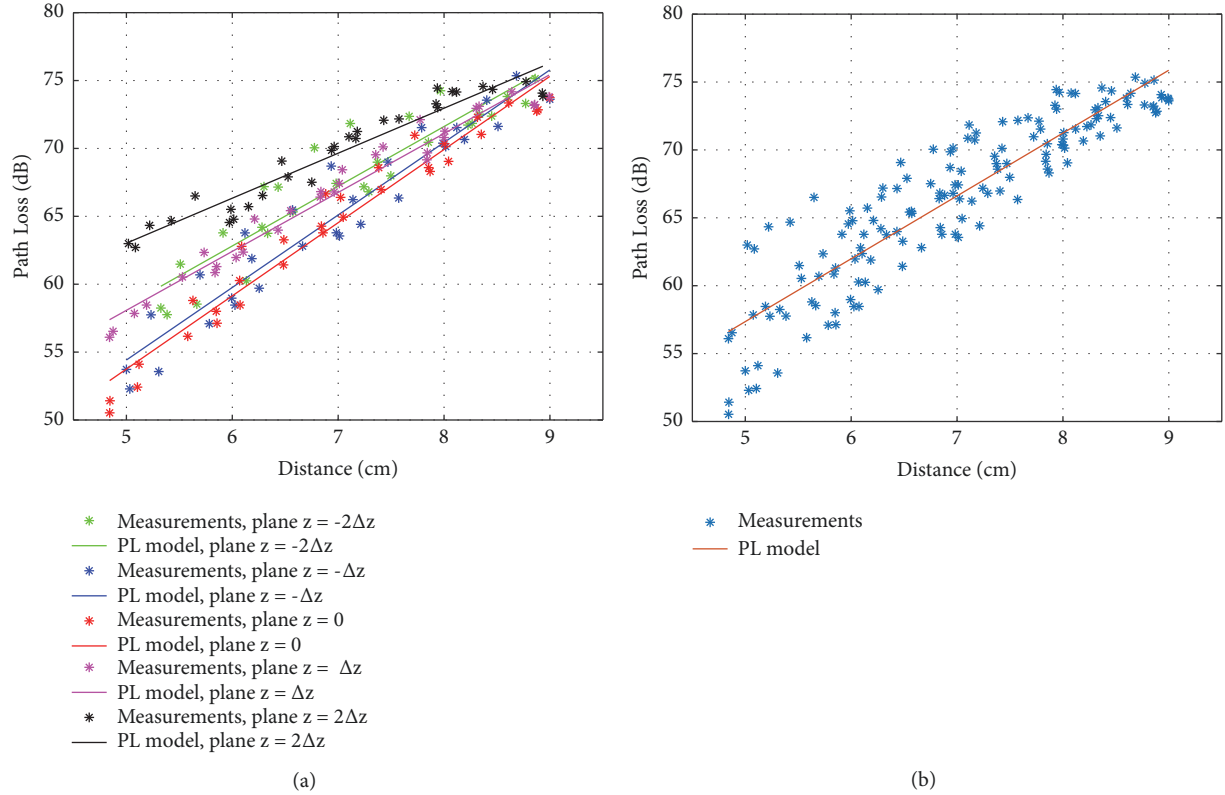 80
75
70
65
60
55
50
Path Loss (dB)
5
6
7
8
9
Distance (cm)
Measurements, plane z = -2Δz
PL model, plane z = -2Δz
Measurements, plane z = -Δz
PL model, plane z = -Δz
Measurements, plane z = 0
PL model, plane z = 0
Measurements, plane z = Δz
PL model, plane z = Δz
Measurements, plane z = 2Δz
PL model, plane z = 2Δz
(a)
80
75
70
65
60
55
50
Path Loss (dB)
5
6
7
8
9
Distance (cm)
Measurements
PL model
(b)